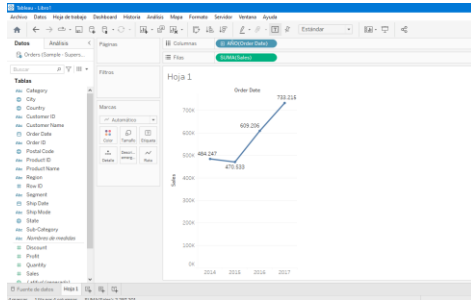 Tableau - Libro1
Archivo Datos Hoja de trabajo Dashboard Historia Análisis Mapa Formato Servidor Ventana Ayuda
Estándar
Datos Análisis
Orders (Sample - Supers...
Buscar
Tablas
Category
City
Country
Customer ID
Customer Name
Order Date
Order ID
Postal Code
Product ID
Product Name
Region
Row ID
Segment
Ship Date
Ship Mode
State
Sub-Category
Nombres de medidas
Discount
Profit
Quantity
Sales
Páginas
Filtros
Marcas
Automático
Color Tamaño Etiqueta
Detalle
Ruta
Columnas AÑO(Order Date)
Filas SUMA(Sales)
Hoja 1
Order Date
733.215
700K
609.206
600K
500K
484.247
470.533
400K
Sales
300K
200K
100K
0K
2014 2015 2016 2017
Fuente de datos Hoja 1